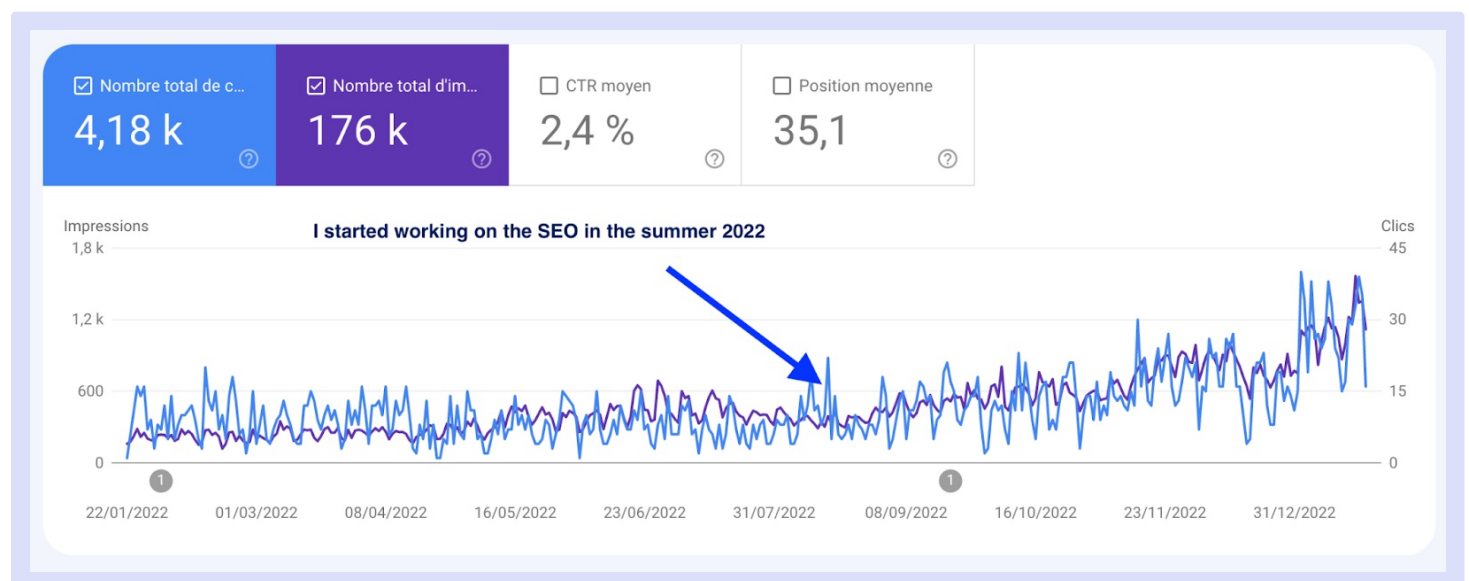 Nombre total de c...
Nombre total d'im...
CTR moyen
Position moyenne
4,18 k
176 k
2,4 %
35,1
Impressions
I started working on the SEO in the summer 2022
Clics
1,8 k
45
1,2 k
30
600
15
0
0
1
1
22/01/2022
01/03/2022
08/04/2022
16/05/2022
23/06/2022
31/07/2022
08/09/2022
16/10/2022
23/11/2022
31/12/2022